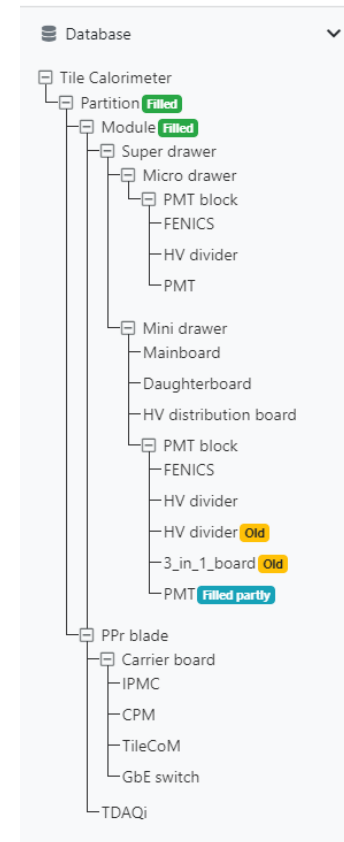 Database
Tile Calorimeter
Partition Filled
Module Filled
Super drawer
Micro drawer
PMT block
FENICS
HV divider
PMT
Mini drawer
Mainboard
Daughterboard
HV distribution board
PMT block
FENICS
HV divider
HV divider Old
3_in_1_board Old
PMT Filled partly
PPr blade
Carrier board
IPMC
CPM
TileCoM
GbE switch
TDAQi